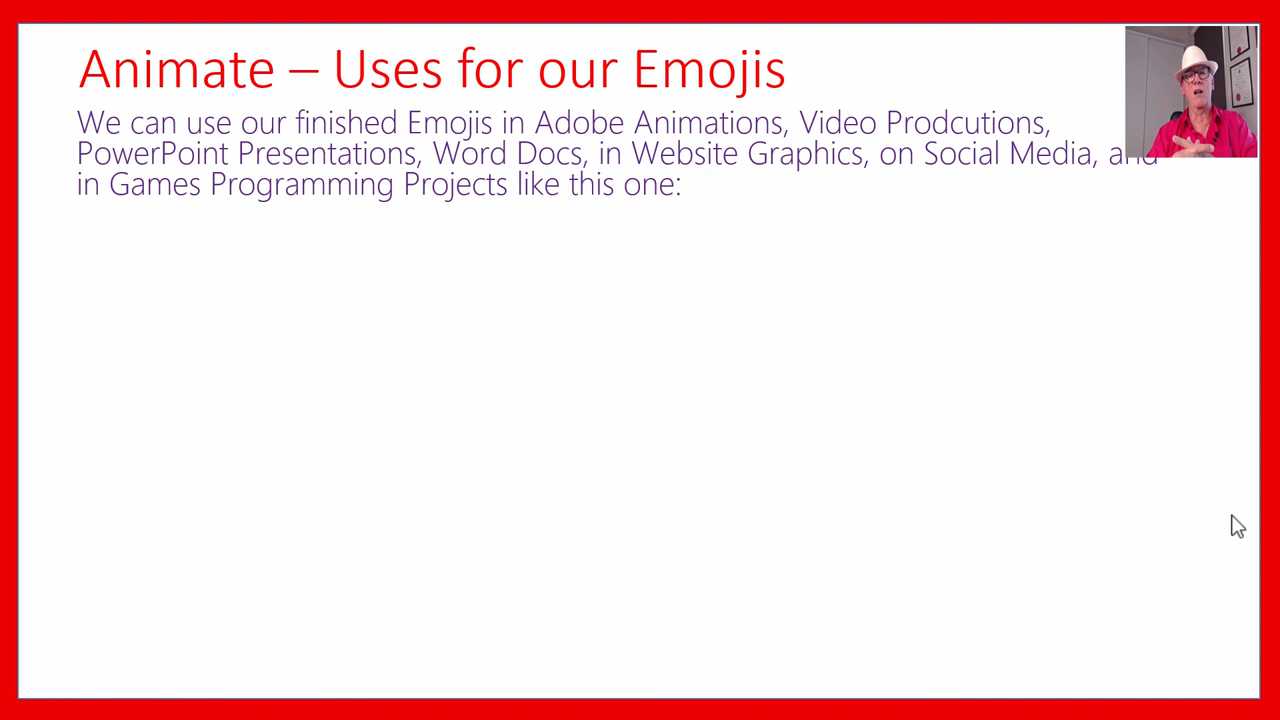 Animate – Uses for our Emojis
We can use our finished Emojis in Adobe Animations, Video Prodcutions,
PowerPoint Presentations, Word Docs, in Website Graphics, on Social Media, and
in Games Programming Projects like this one: